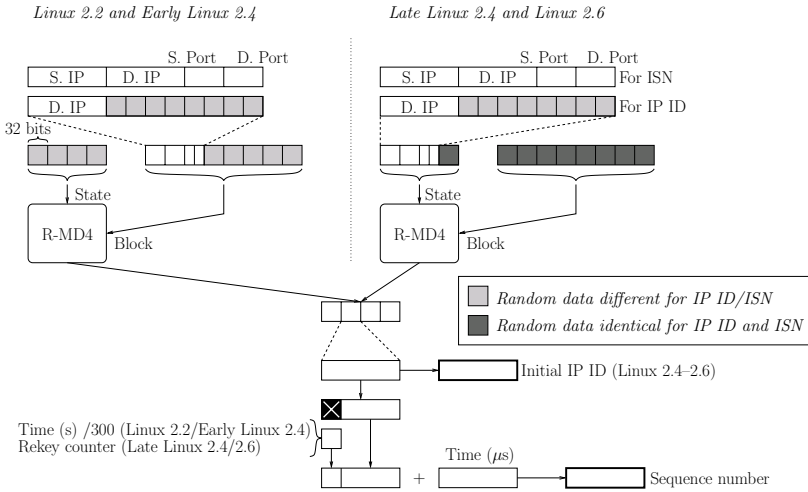 Linux 2.2 and Early Linux 2.4
Late Linux 2.4 and Linux 2.6
S. Port
D. Port
S. IP
D. IP
D. IP
32 bits
State
R-MD4
Block
S. Port
D. Port
S. IP
D. IP
For ISN
D. IP
For IP ID
State
R-MD4
Block
Random data different for IP ID/ISN
Random data identical for IP ID and ISN
Initial IP ID (Linux 2.4–2.6)
Time (s) /300 (Linux 2.2/Early Linux 2.4)
Rekey counter (Late Linux 2.4/2.6)
Time (μs)
+
Sequence number